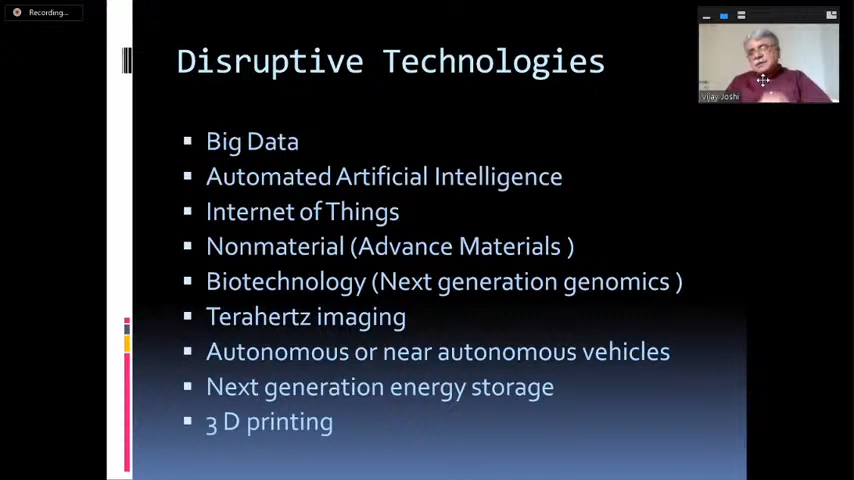 Recording...
Disruptive Technologies
vijay Joshi
Big Data
Automated Artificial Intelligence
Internet of Things
Nonmaterial (Advance Materials )
Biotechnology (Next generation genomics )
Terahertz imaging
Autonomous or near autonomous vehicles
Next generation energy storage
3 D printing